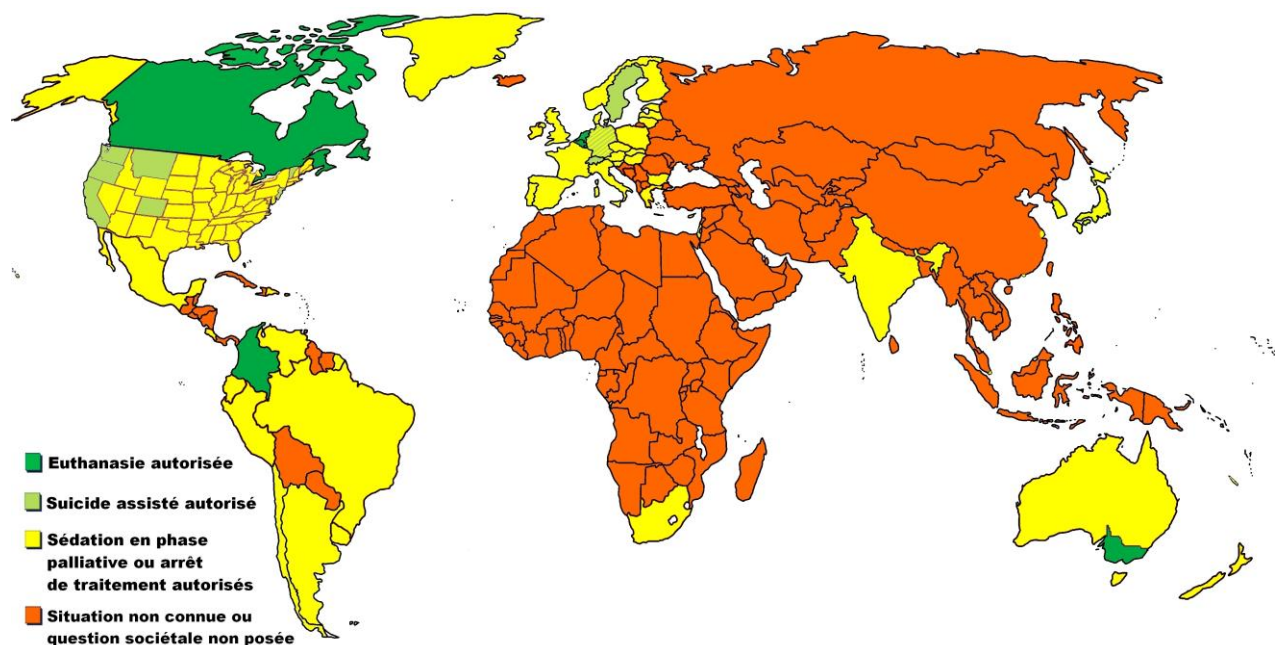 Euthanasie autorisée
Suicide assisté autorisé
Sédation en phase
palliative ou arrêt
de traitement autorisés
Situation non connue ou
question sociétale non posée